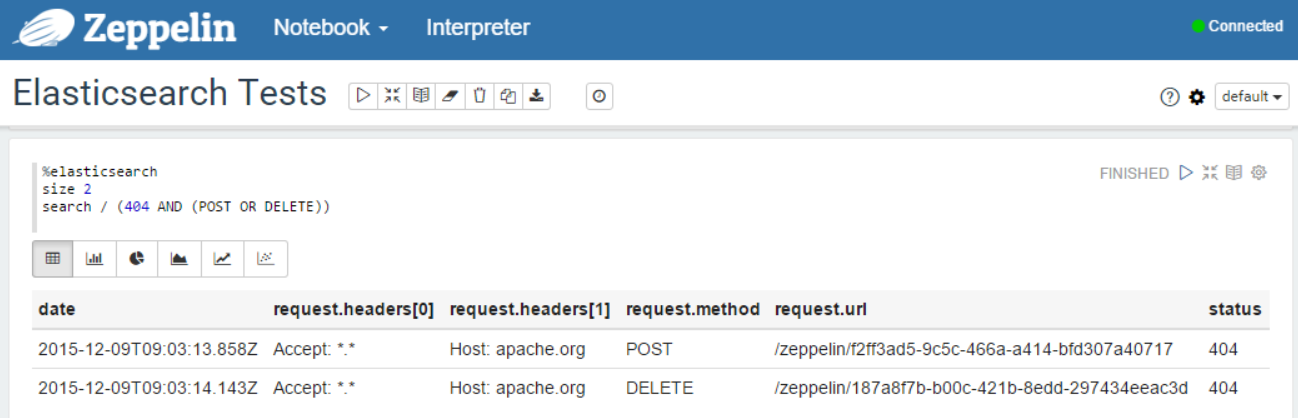 Zeppelin Notebook Interpreter Connected
Elasticsearch Tests default
%elasticsearch FINISHED
size 2
search / (404 AND (POST OR DELETE))
date request.headers[0] request.headers[1] request.method request.url status
2015-12-09T09:03:13.858Z Accept: *.* Host: apache.org POST /zeppelin/f2ff3ad5-9c5c-466a-a414-bfd307a40717 404
2015-12-09T09:03:14.143Z Accept: *.* Host: apache.org DELETE /zeppelin/187a8f7b-b00c-421b-8edd-297434eeac3d 404